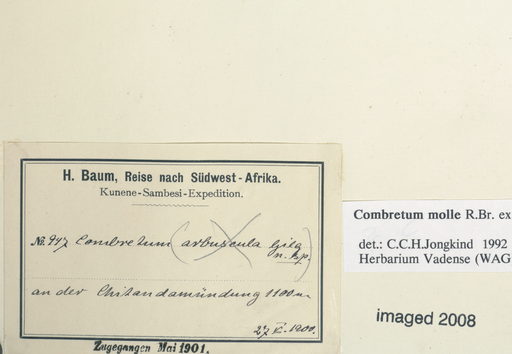 H. Baum, Reise nach Südwest-Afrika.
Kunene-Sambesi-Expedition.
No. 947 Combretum (arbuscula Gilg
n. sp.)
an der Chitandamündung 1100 m.
27/X. 1900.
Zugegangen Mai 1901.
Combretum molle R.Br. ex
det.: C.C.H.Jongkind 1992
Herbarium Vadense (WAG
imaged 2008